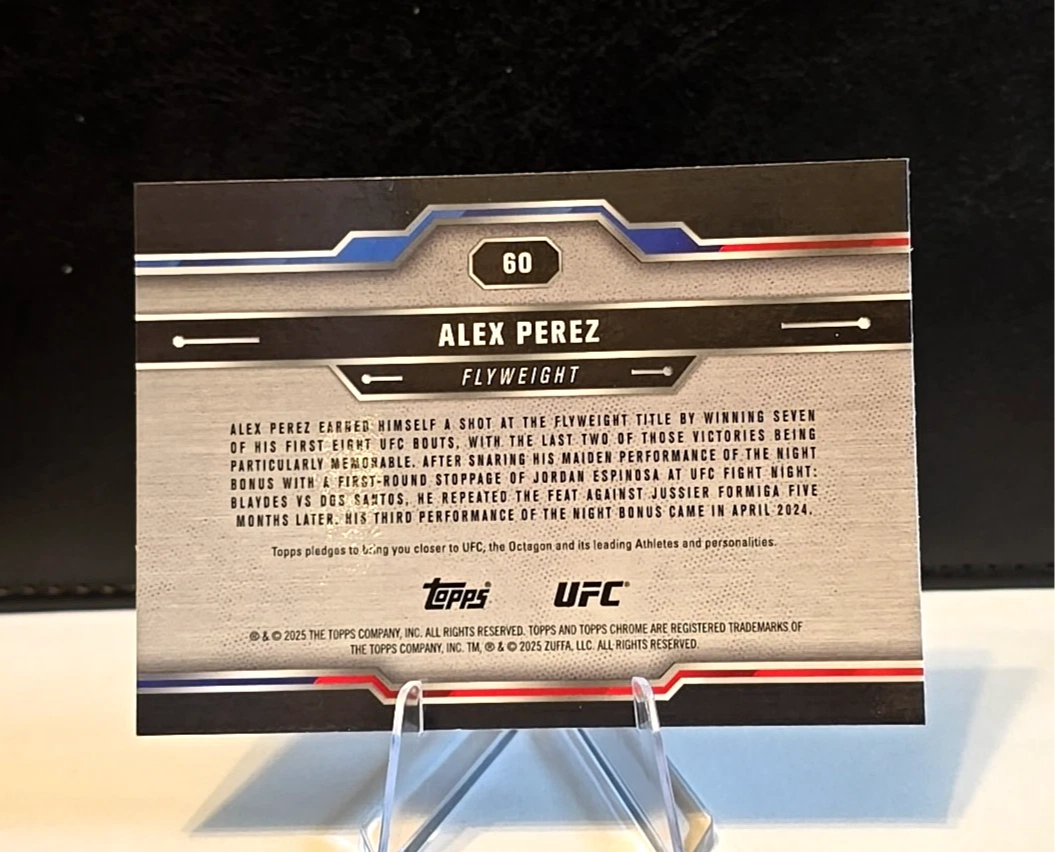 60
ALEX PEREZ
FLYWEIGHT
ALEX PEREZ EARNED HIMSELF A SHOT AT THE FLYWEIGHT TITLE BY WINNING SEVEN
OF HIS FIRST EIGHT UFC BOUTS, WITH THE LAST TWO OF THOSE VICTORIES BEING
PARTICULARLY MEMORABLE. AFTER SNARING HIS MAIDEN PERFORMANCE OF THE NIGHT
BONUS WITH A FIRST-ROUND STOPPAGE OF JORDAN ESPINOSA AT UFC FIGHT NIGHT:
BLAYDES VS DOS SANTOS, HE REPEATED THE FEAT AGAINST JUSSIER FORMIGA FIVE
MONTHS LATER. HIS THIRD PERFORMANCE OF THE NIGHT BONUS CAME IN APRIL 2024.
Topps pledges to bring you closer to UFC, the Octagon and its leading Athletes and personalities.
Topps® UFC®
® & © 2025 THE TOPPS COMPANY, INC. ALL RIGHTS RESERVED. TOPPS AND TOPPS CHROME ARE REGISTERED TRADEMARKS OF
THE TOPPS COMPANY, INC. TM, ® & © 2025 ZUFFA, LLC. ALL RIGHTS RESERVED.